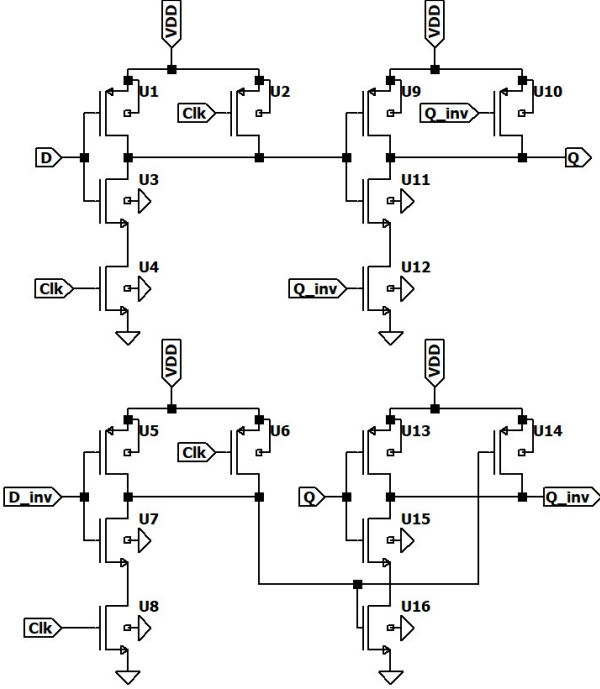 VDD VDD
U1 U2 U9 U10
Clk Q_inv
D Q
U3 U11
U4 U12
Clk Q_inv
VDD VDD
U5 U6 U13 U14
Clk
D_inv Q Q_inv
U7 U15
U8 U16
Clk